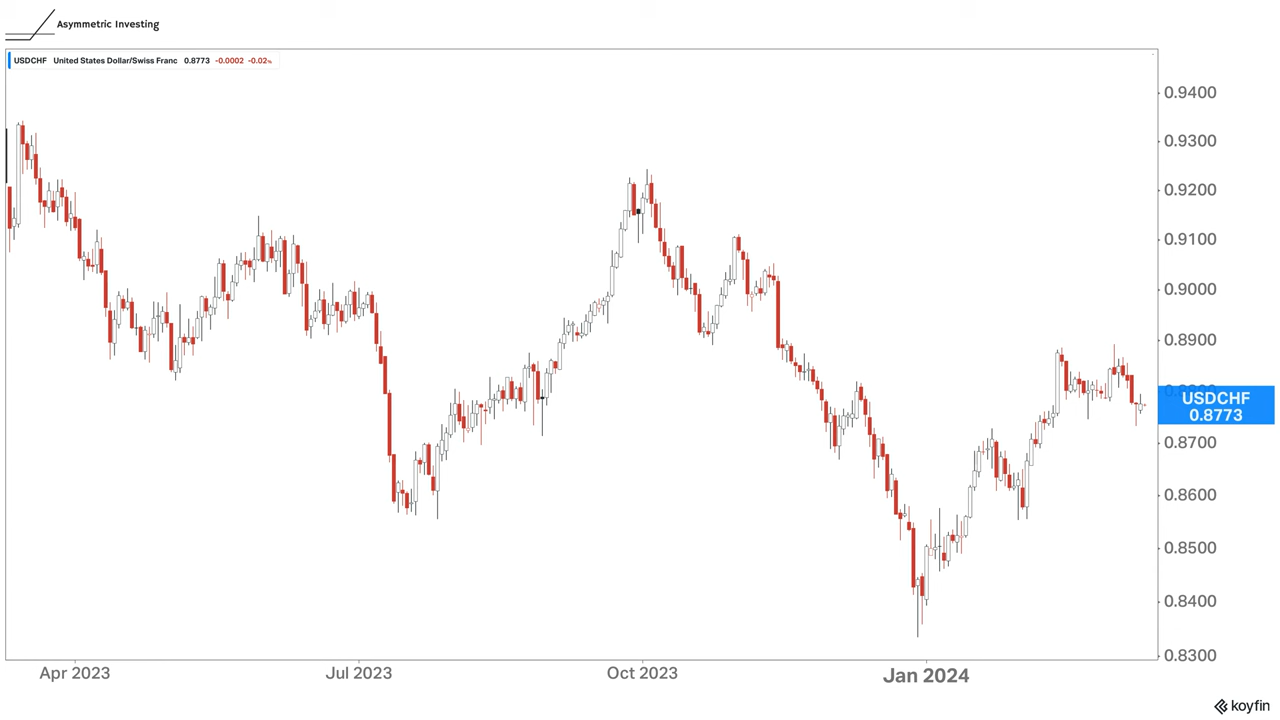 Asymmetric Investing
USDCHF United States Dollar/Swiss Franc 0.8773 -0.0002 -0.02%
0.9400
0.9300
0.9200
0.9100
0.9000
0.8900
0.8800
USDCHF
0.8773
0.8700
0.8600
0.8500
0.8400
0.8300
Apr 2023 Jul 2023 Oct 2023 Jan 2024
koyfin